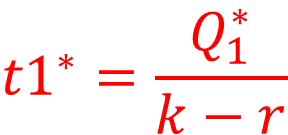 t1* = Q₁* / (k − r)